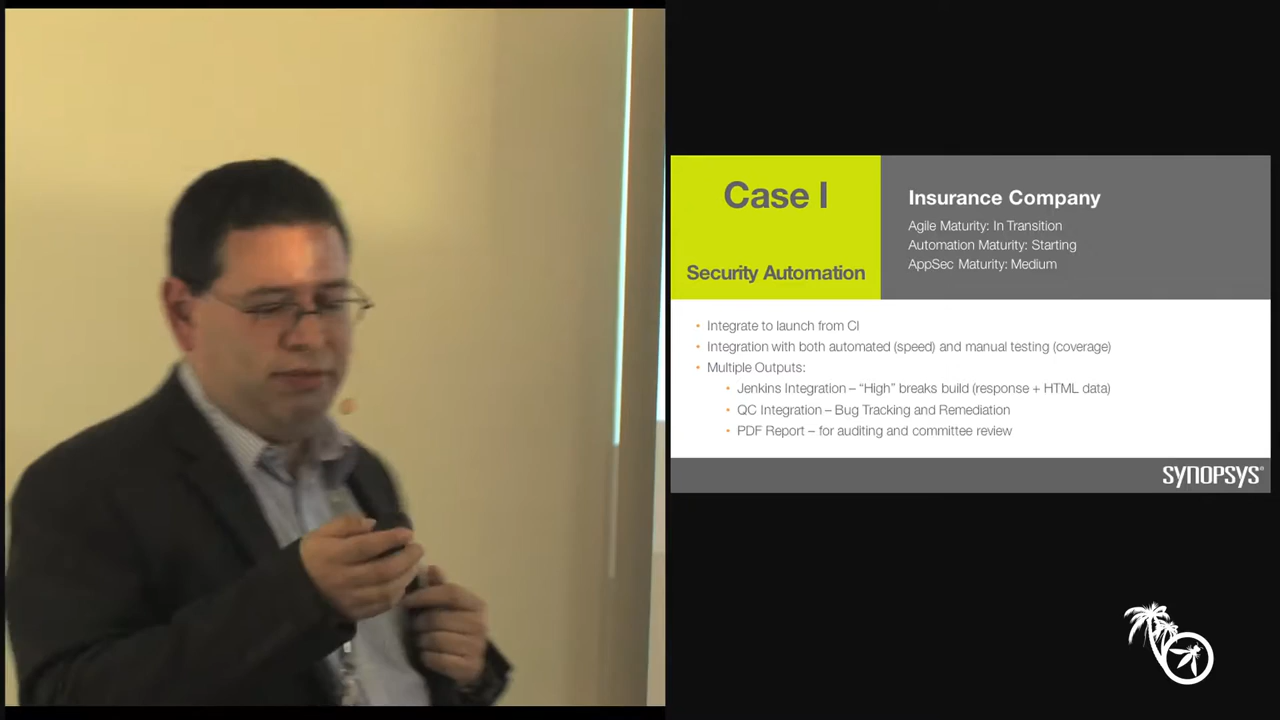 Case I
Security Automation
Insurance Company
Agile Maturity: In Transition
Automation Maturity: Starting
AppSec Maturity: Medium
• Integrate to launch from CI
• Integration with both automated (speed) and manual testing (coverage)
• Multiple Outputs:
• Jenkins Integration – “High” breaks build (response + HTML data)
• QC Integration – Bug Tracking and Remediation
• PDF Report – for auditing and committee review
SYNOPSYS®